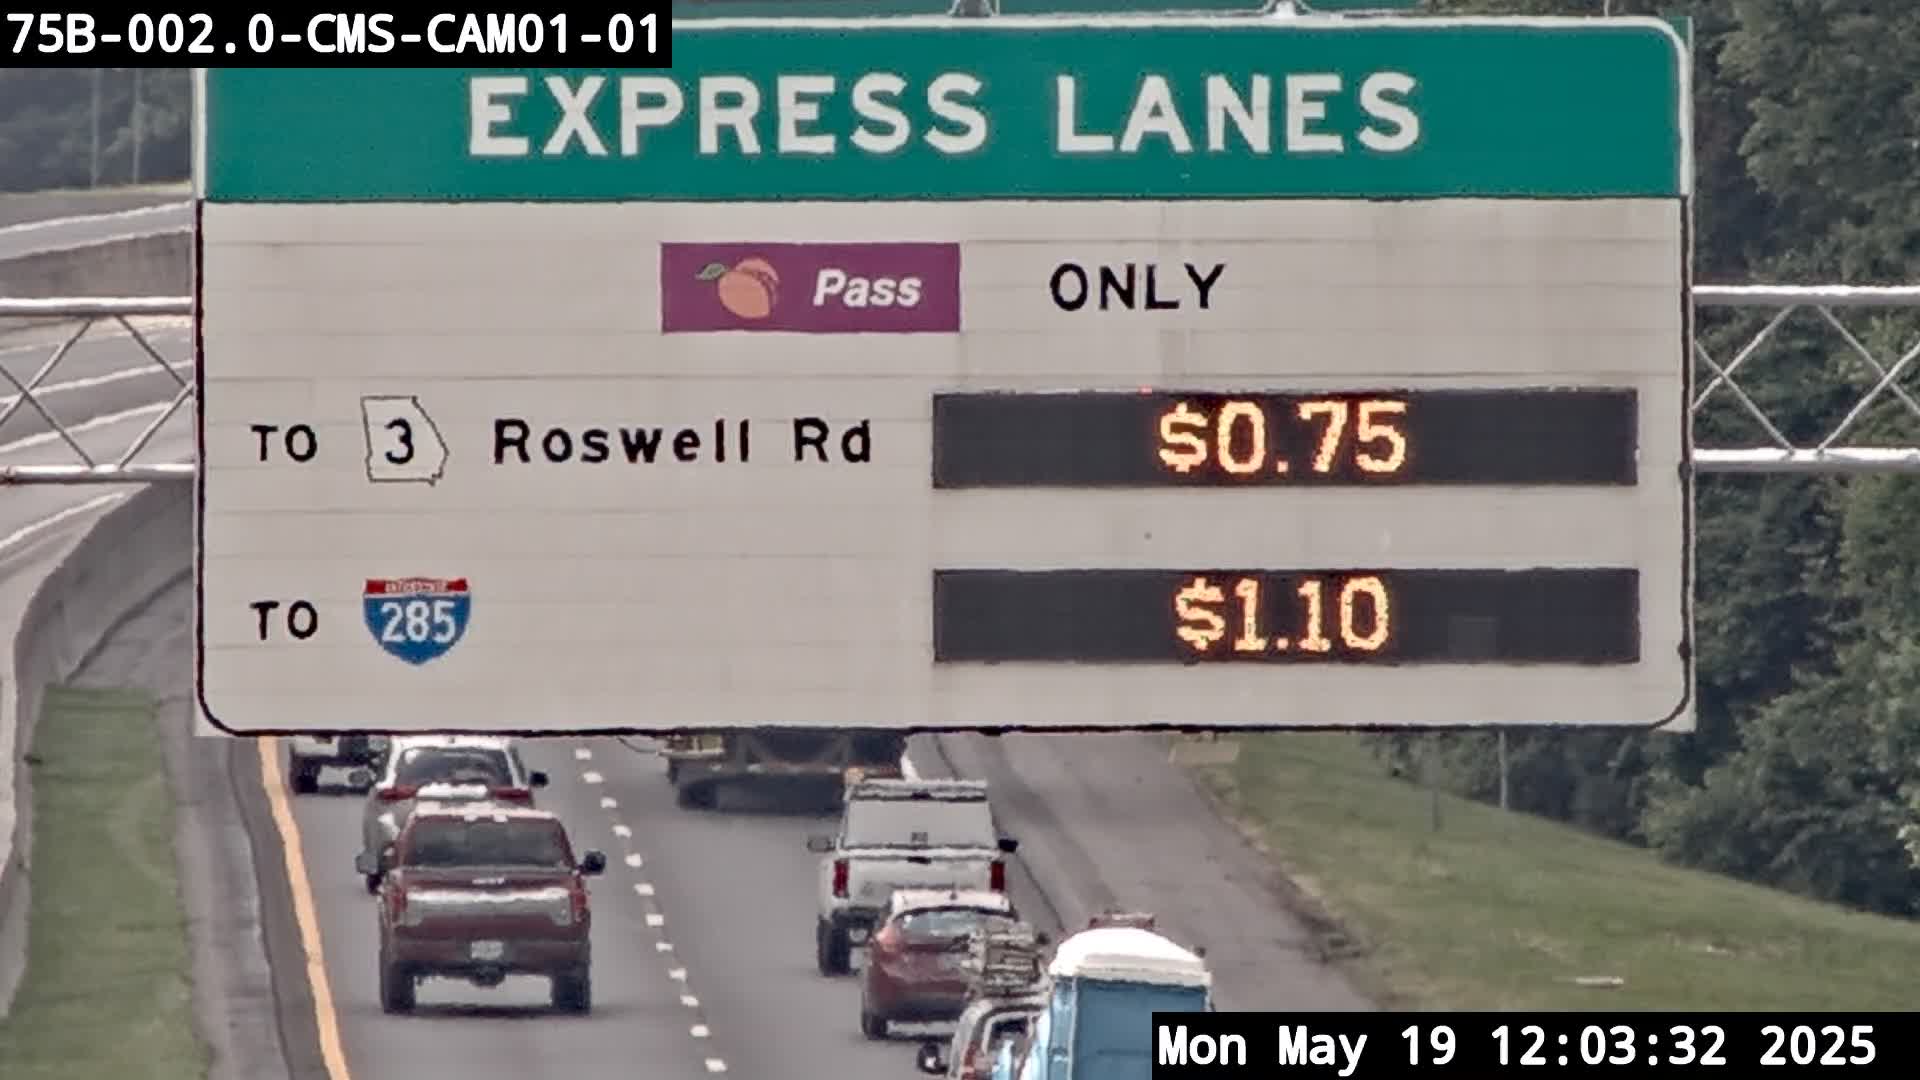 75B-002.0-CMS-CAM01-01
EXPRESS LANES
Pass ONLY
TO 3 Roswell Rd $0.75
TO 285 $1.10
Mon May 19 12:03:32 2025